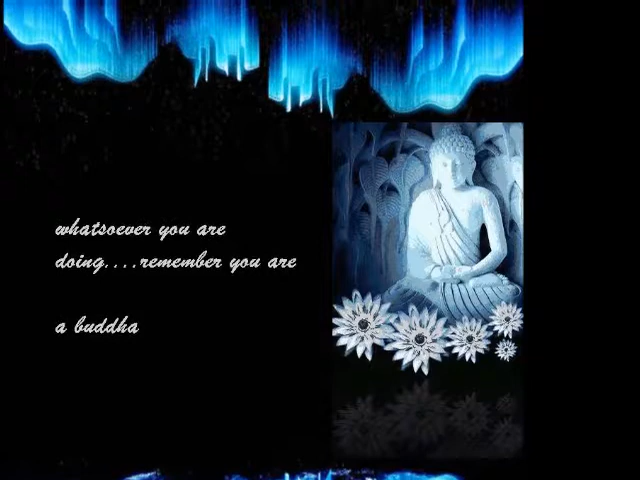 whatsoever you are
doing....remember you are
a buddha